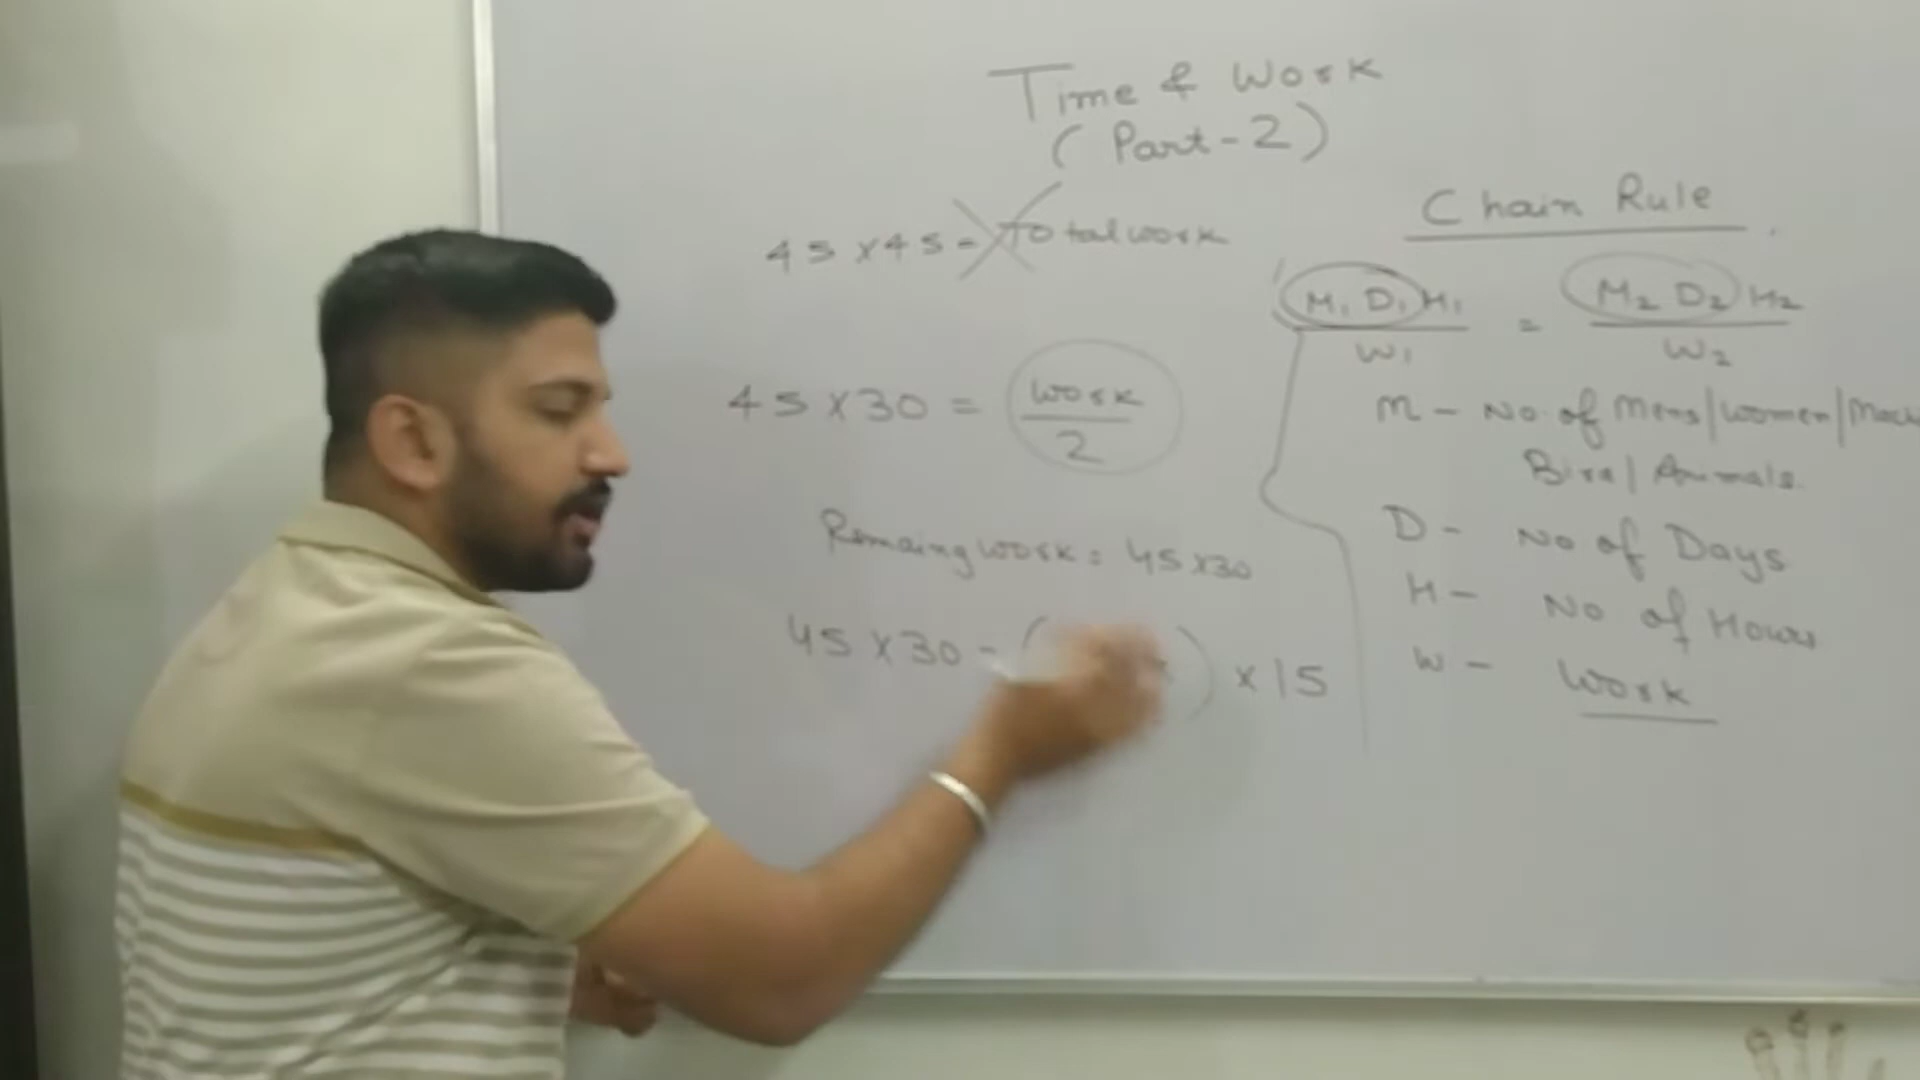 Time & Work
(Part-2)
45 x 45 - Total work
45 x 30 = Work
2
Remaing work = 45 x 30
45 x 30 = ( ) x 15
Chain Rule
M₁ D₁ H₁ = M₂ D₂ H₂
W₁ W₂
M - No. of Mens/Women/
/Animals.
D - No of Days
H - No of Hours
W - Work